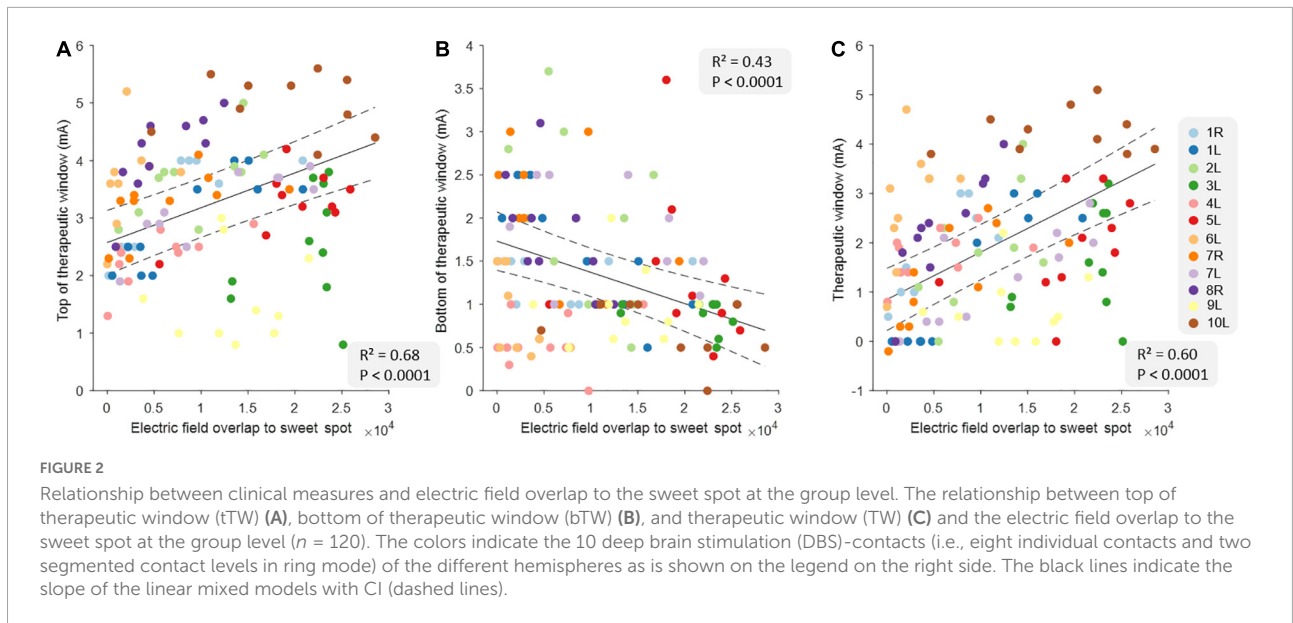 A
Top of therapeutic window (mA)
6
5
4
3
2
1
0
0 0.5 1 1.5 2 2.5 3
×10⁴
Electric field overlap to sweet spot
R² = 0.68
P < 0.0001
B
Bottom of therapeutic window (mA)
4
3.5
3
2.5
2
1.5
1
0.5
0
0 0.5 1 1.5 2 2.5 3
×10⁴
Electric field overlap to sweet spot
R² = 0.43
P < 0.0001
C
Therapeutic window (mA)
6
5
4
3
2
1
0
-1
0 0.5 1 1.5 2 2.5 3
×10⁴
Electric field overlap to sweet spot
R² = 0.60
P < 0.0001
1R
1L
2L
3L
4L
5L
6L
7R
7L
8R
9L
10L
FIGURE 2
Relationship between clinical measures and electric field overlap to the sweet spot at the group level. The relationship between top of
therapeutic window (tTW) (A), bottom of therapeutic window (bTW) (B), and therapeutic window (TW) (C) and the electric field overlap to the
sweet spot at the group level (n = 120). The colors indicate the 10 deep brain stimulation (DBS)-contacts (i.e., eight individual contacts and two
segmented contact levels in ring mode) of the different hemispheres as is shown on the legend on the right side. The black lines indicate the
slope of the linear mixed models with CI (dashed lines).